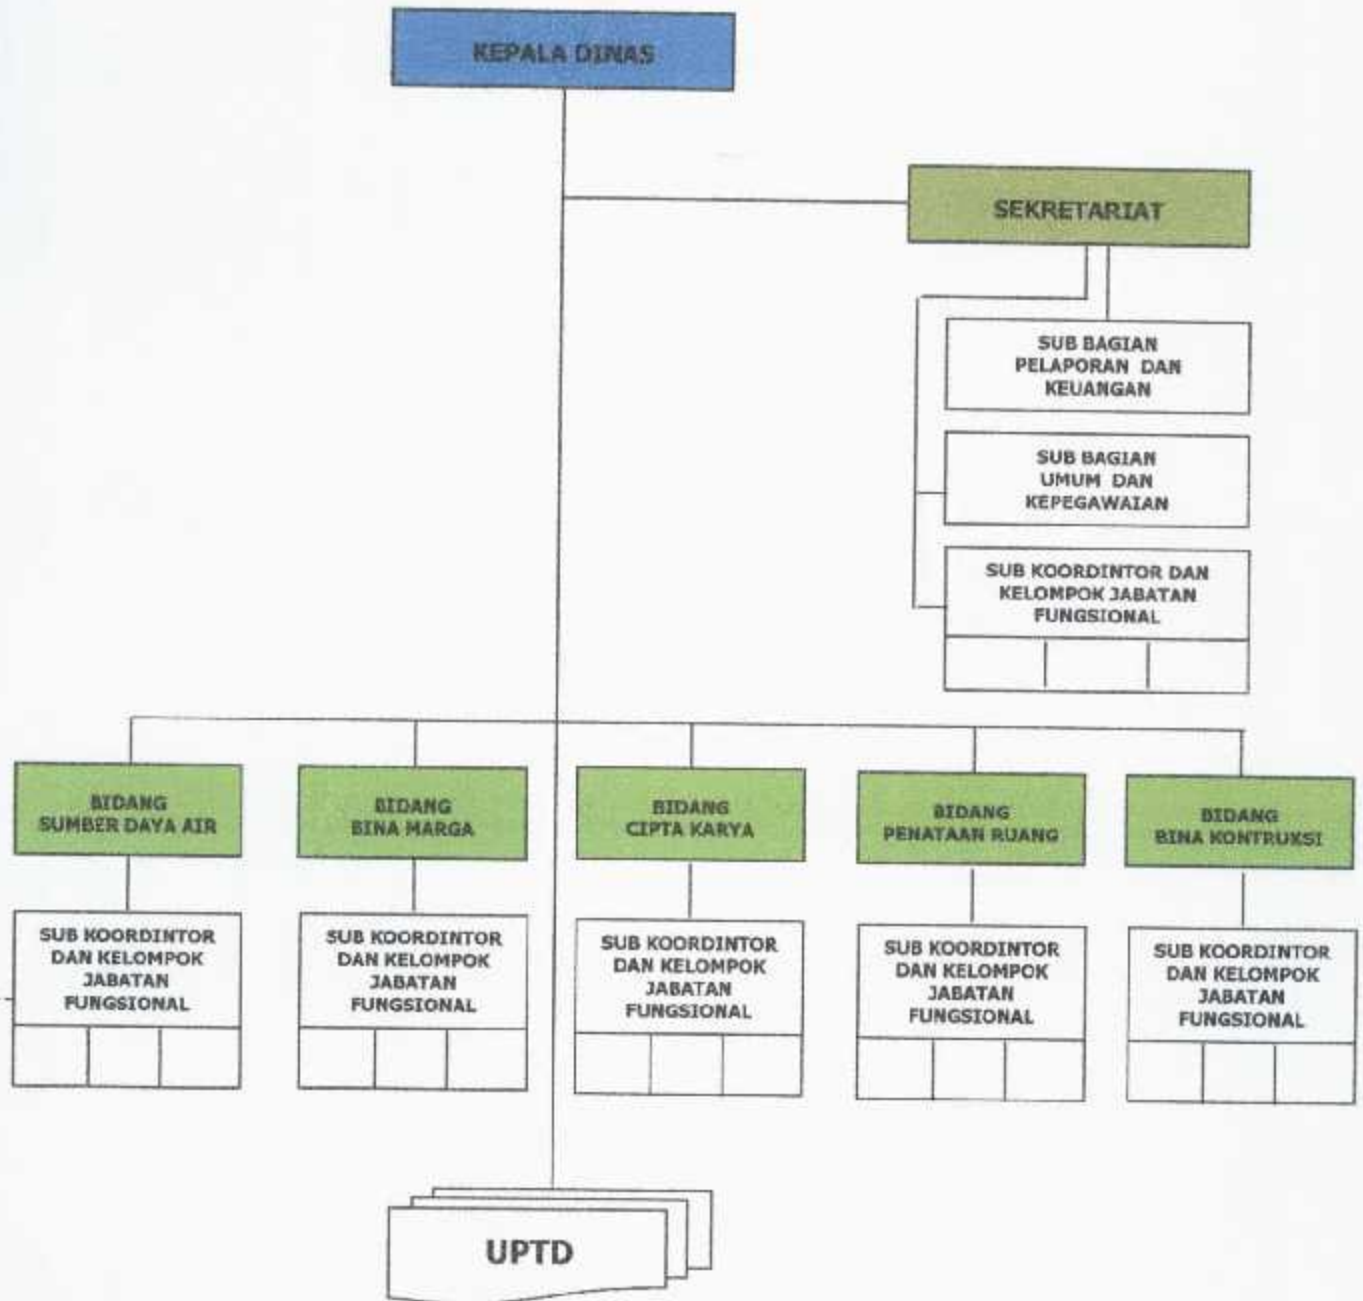 KEPALA DINAS
SEKRETARIAT
SUB BAGIAN
PELAPORAN DAN
KEUANGAN
SUB BAGIAN
UMUM DAN
KEPEGAWAIAN
SUB KOORDINTOR DAN
KELOMPOK JABATAN
FUNGSIONAL
BIDANG
SUMBER DAYA AIR
BIDANG
BINA MARGA
BIDANG
CIPTA KARYA
BIDANG
PENATAAN RUANG
BIDANG
BINA KONTRUKSI
SUB KOORDINTOR
DAN KELOMPOK
JABATAN
FUNGSIONAL
SUB KOORDINTOR
DAN KELOMPOK
JABATAN
FUNGSIONAL
SUB KOORDINTOR
DAN KELOMPOK
JABATAN
FUNGSIONAL
SUB KOORDINTOR
DAN KELOMPOK
JABATAN
FUNGSIONAL
SUB KOORDINTOR
DAN KELOMPOK
JABATAN
FUNGSIONAL
UPTD